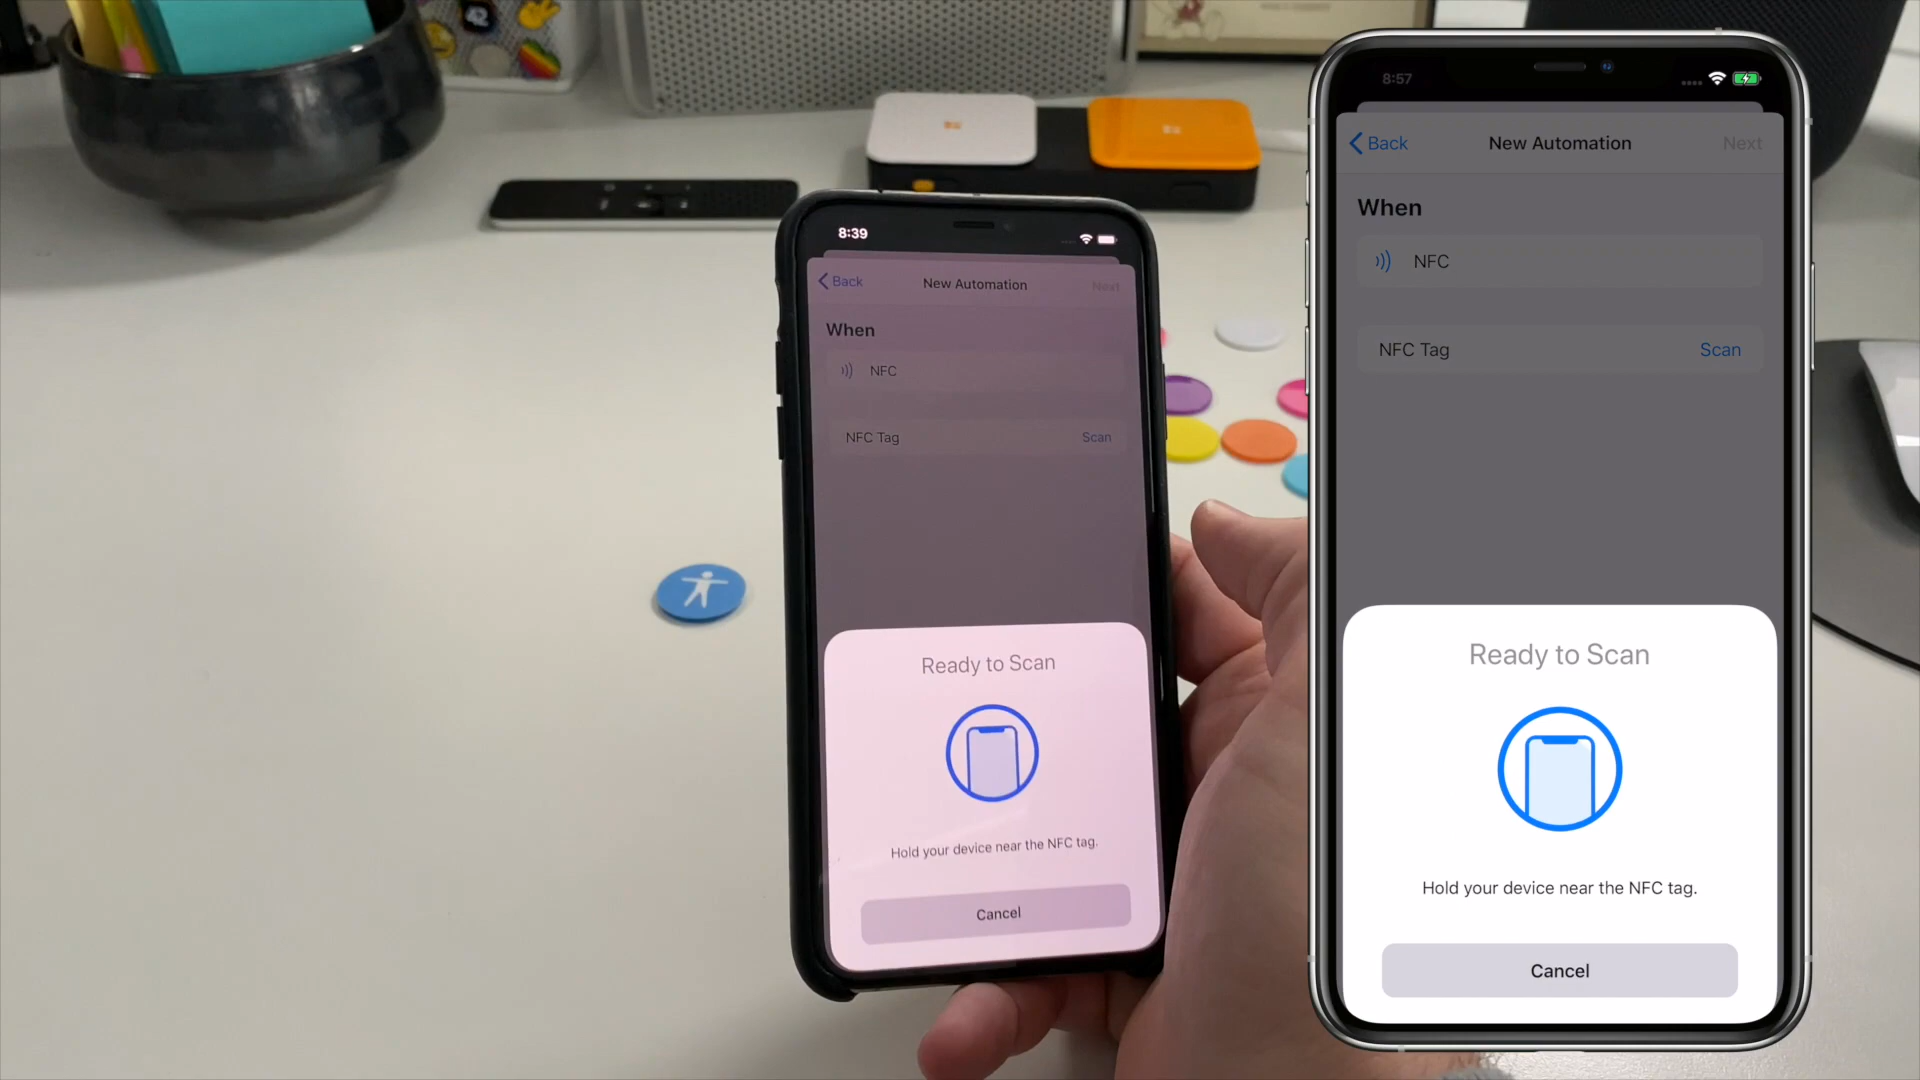 42
8:39
Back New Automation Next
When
NFC
NFC Tag Scan
Ready to Scan
Hold your device near the NFC tag.
Cancel
8:57
Back New Automation Next
When
NFC
NFC Tag Scan
Ready to Scan
Hold your device near the NFC tag.
Cancel